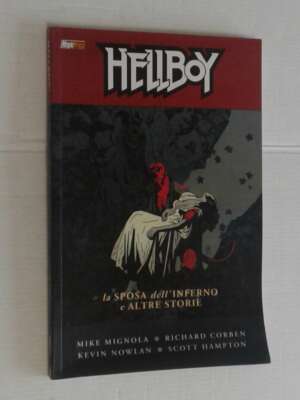 HELLBOY
la SPOSA dell'INFERNO
e ALTRE STORIE
MIKE MIGNOLA ★ RICHARD CORBEN
KEVIN NOWLAN ★ SCOTT HAMPTON